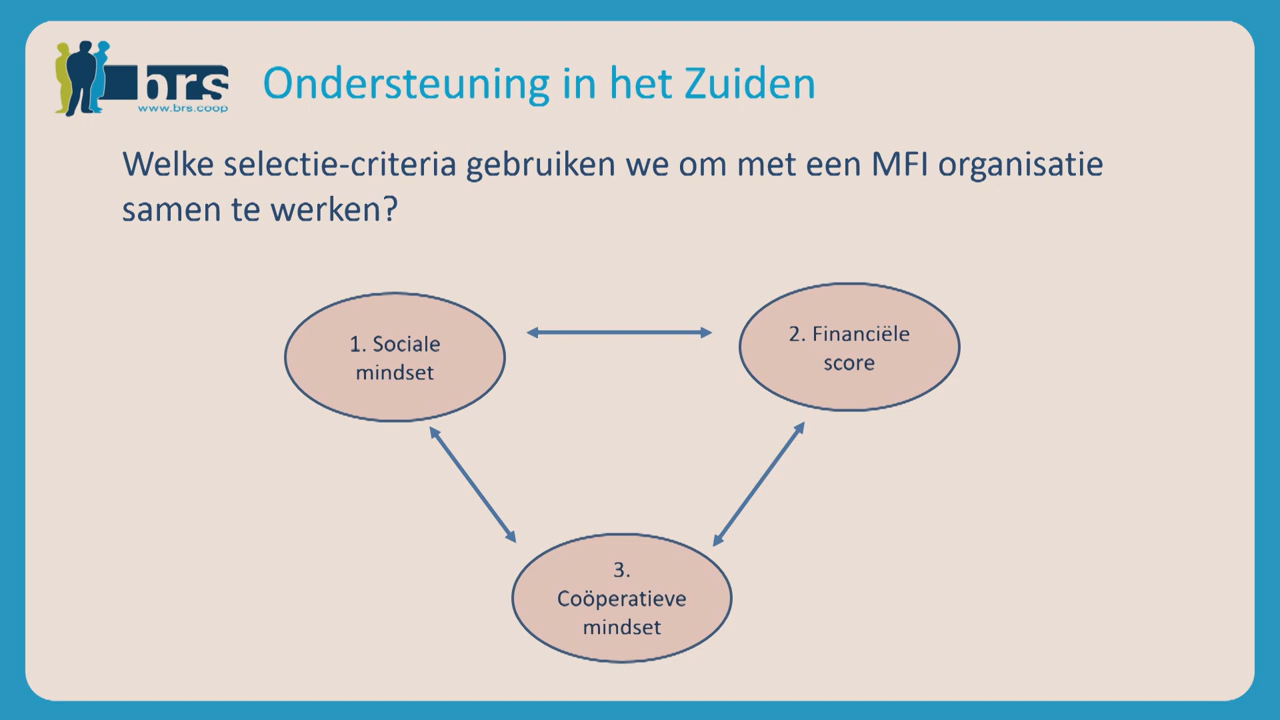 brs
www.brs.coop
Ondersteuning in het Zuiden
Welke selectie-criteria gebruiken we om met een MFI organisatie
samen te werken?
1. Sociale
mindset
2. Financiële
score
3.
Coöperatieve
mindset